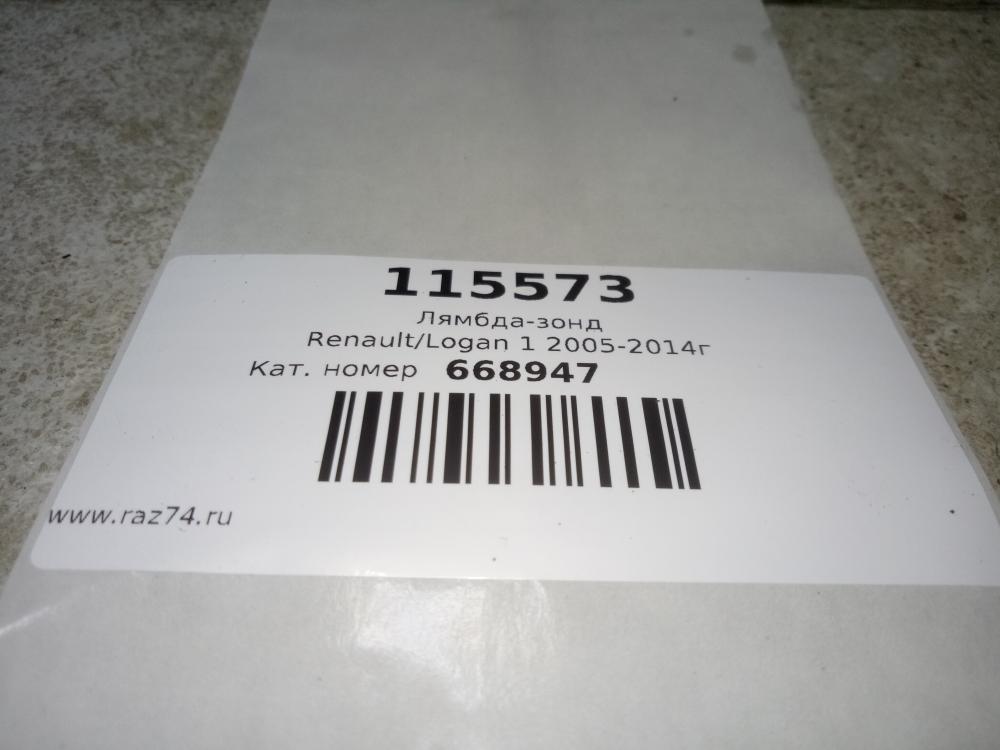 115573
Лямбда-зонд
Renault/Logan 1 2005-2014г
Кат. номер 668947
www.raz74.ru